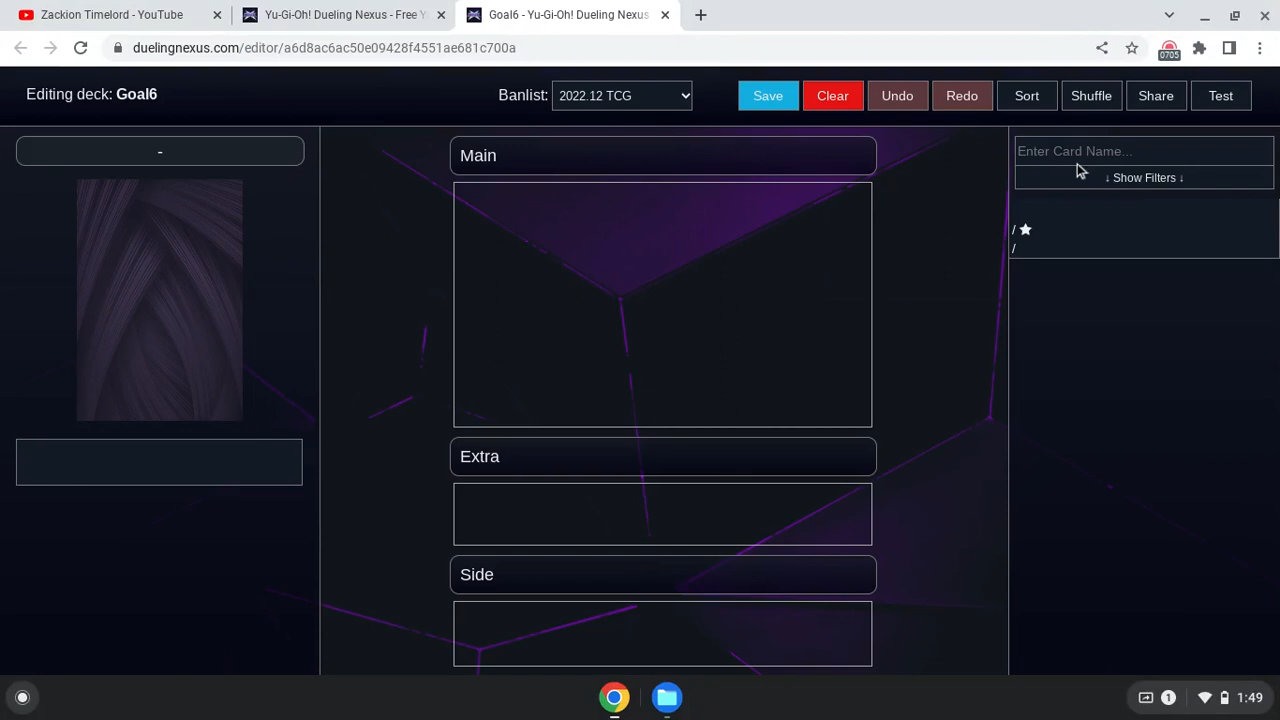 Zackion Timelord - YouTube
Yu-Gi-Oh! Dueling Nexus - Free Y
Goal6 - Yu-Gi-Oh! Dueling Nexus
duelingnexus.com/editor/a6d8ac6ac50e09428f4551ae681c700a
0705
Editing deck: Goal6
Banlist:
2022.12 TCG
Save
Clear
Undo
Redo
Sort
Shuffle
Share
Test
-
Main
Enter Card Name...
↓ Show Filters ↓
/ ★
/
Extra
Side
1
1:49